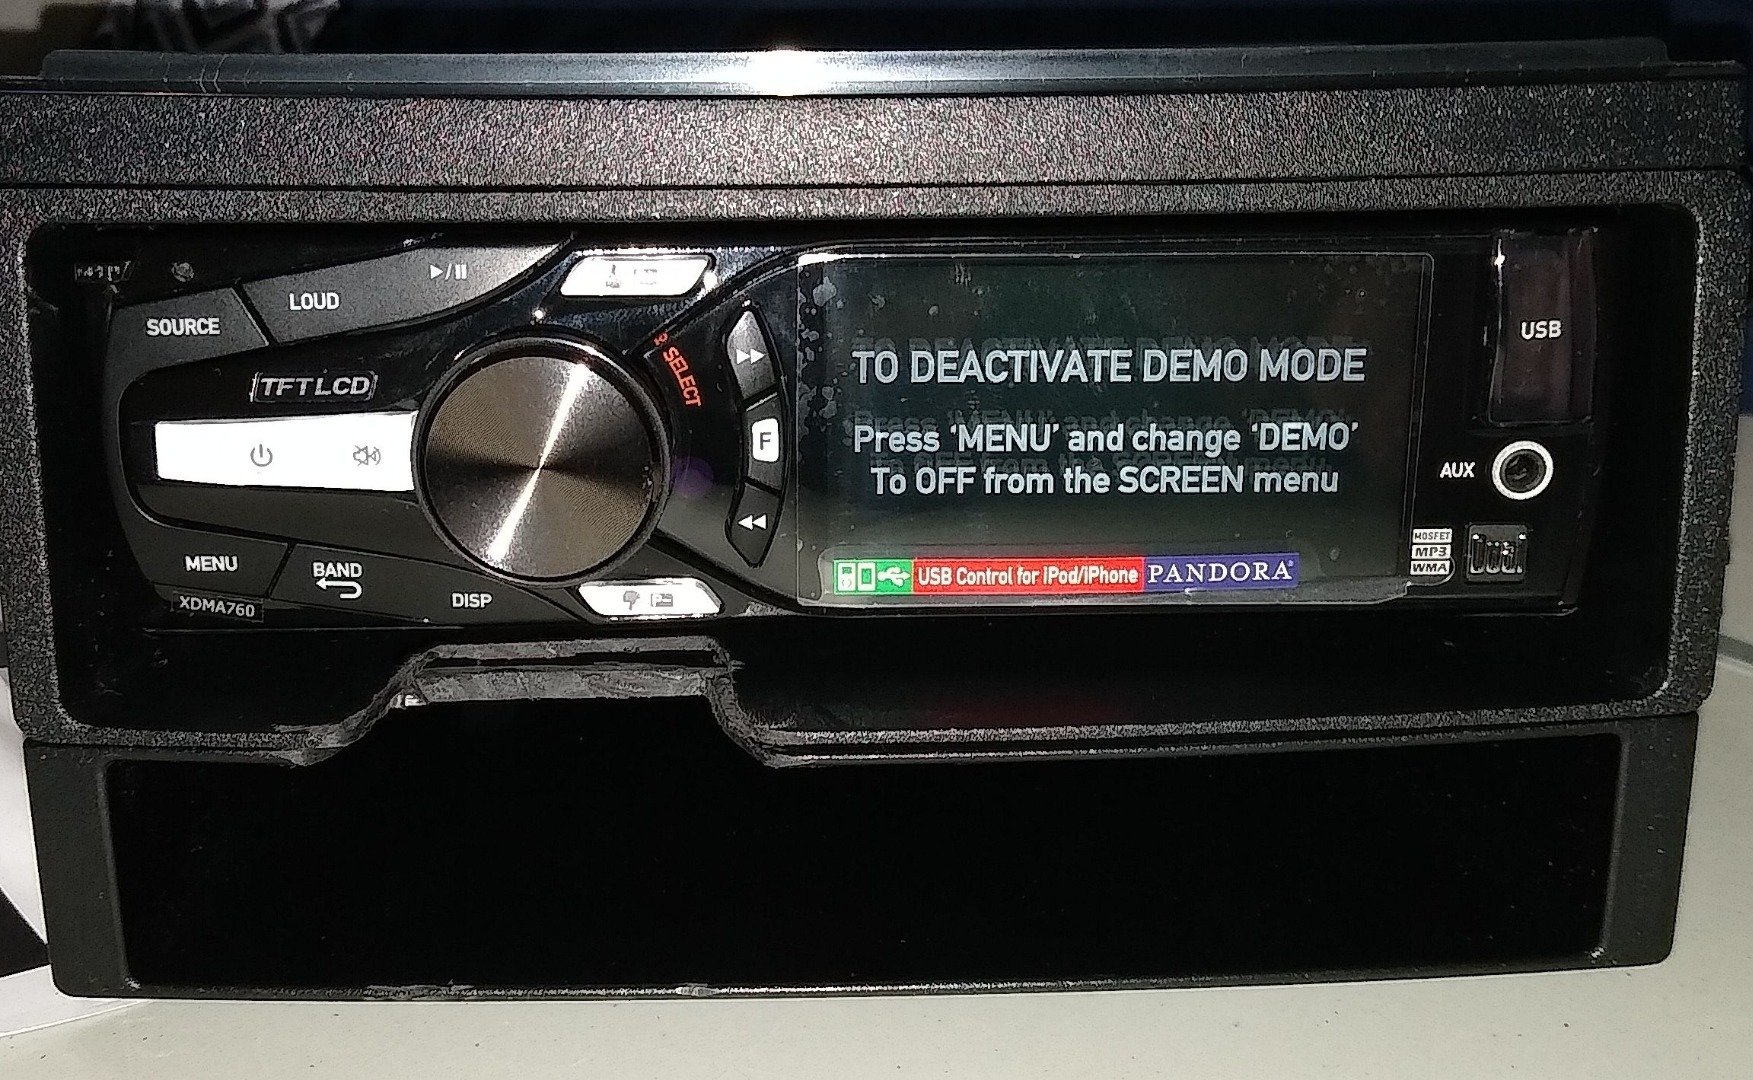 LOUD
SOURCE
TFT LCD
SELECT
F
MENU
BAND
DISP
XDMA760
TO DEACTIVATE DEMO MODE
Press 'MENU' and change 'DEMO'
To OFF from the SCREEN menu
USB Control for iPod/iPhone PANDORA®
USB
AUX
MOSFET
MP3
WMA
Dual